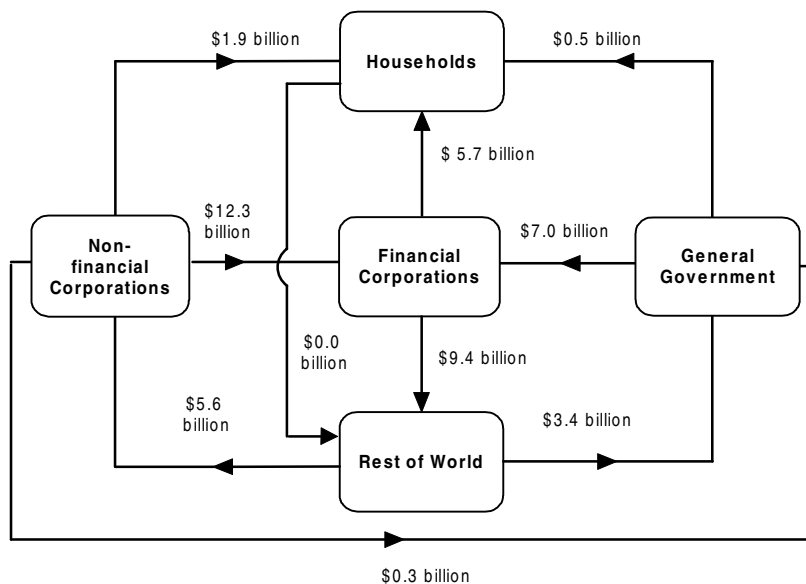 $1.9 billion
Households
$0.5 billion
$ 5.7 billion
$12.3
billion
Non-
financial
Corporations
Financial
Corporations
$7.0 billion
General
Government
$0.0
billion
$9.4 billion
$5.6
billion
Rest of World
$3.4 billion
$0.3 billion